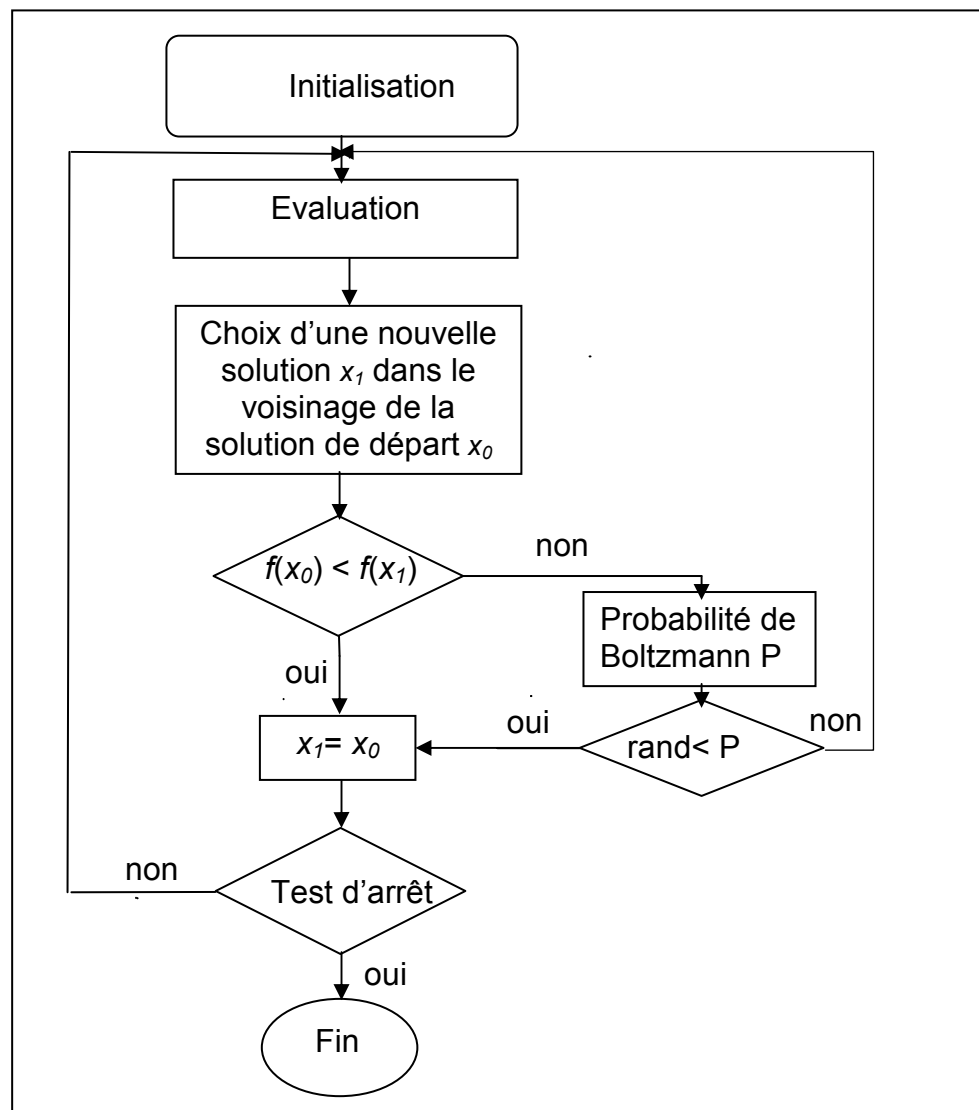 Initialisation
Evaluation
Choix d’une nouvelle
solution x₁ dans le
voisinage de la
solution de départ x₀
f(x₀) < f(x₁)
non
Probabilité de
Boltzmann P
oui
x₁= x₀
oui
rand< P
non
non
Test d’arrêt
oui
Fin